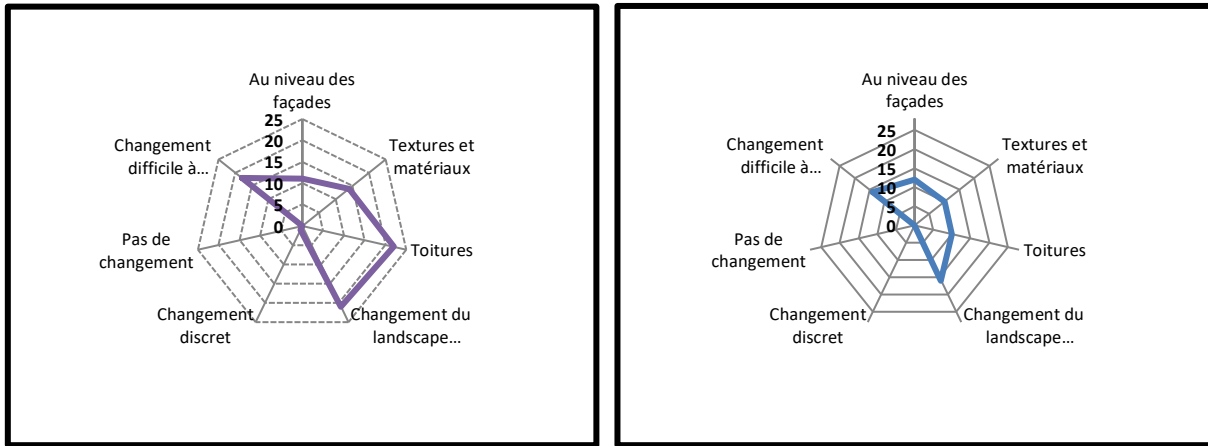 Au niveau des
façades
25
20
15
10
5
0
Textures et
matériaux
Toitures
Changement du
landscape...
Changement
discret
Pas de
changement
Changement
difficile à...
Au niveau des
façades
25
20
15
10
5
0
Textures et
matériaux
Toitures
Changement du
landscape...
Changement
discret
Pas de
changement
Changement
difficile à...